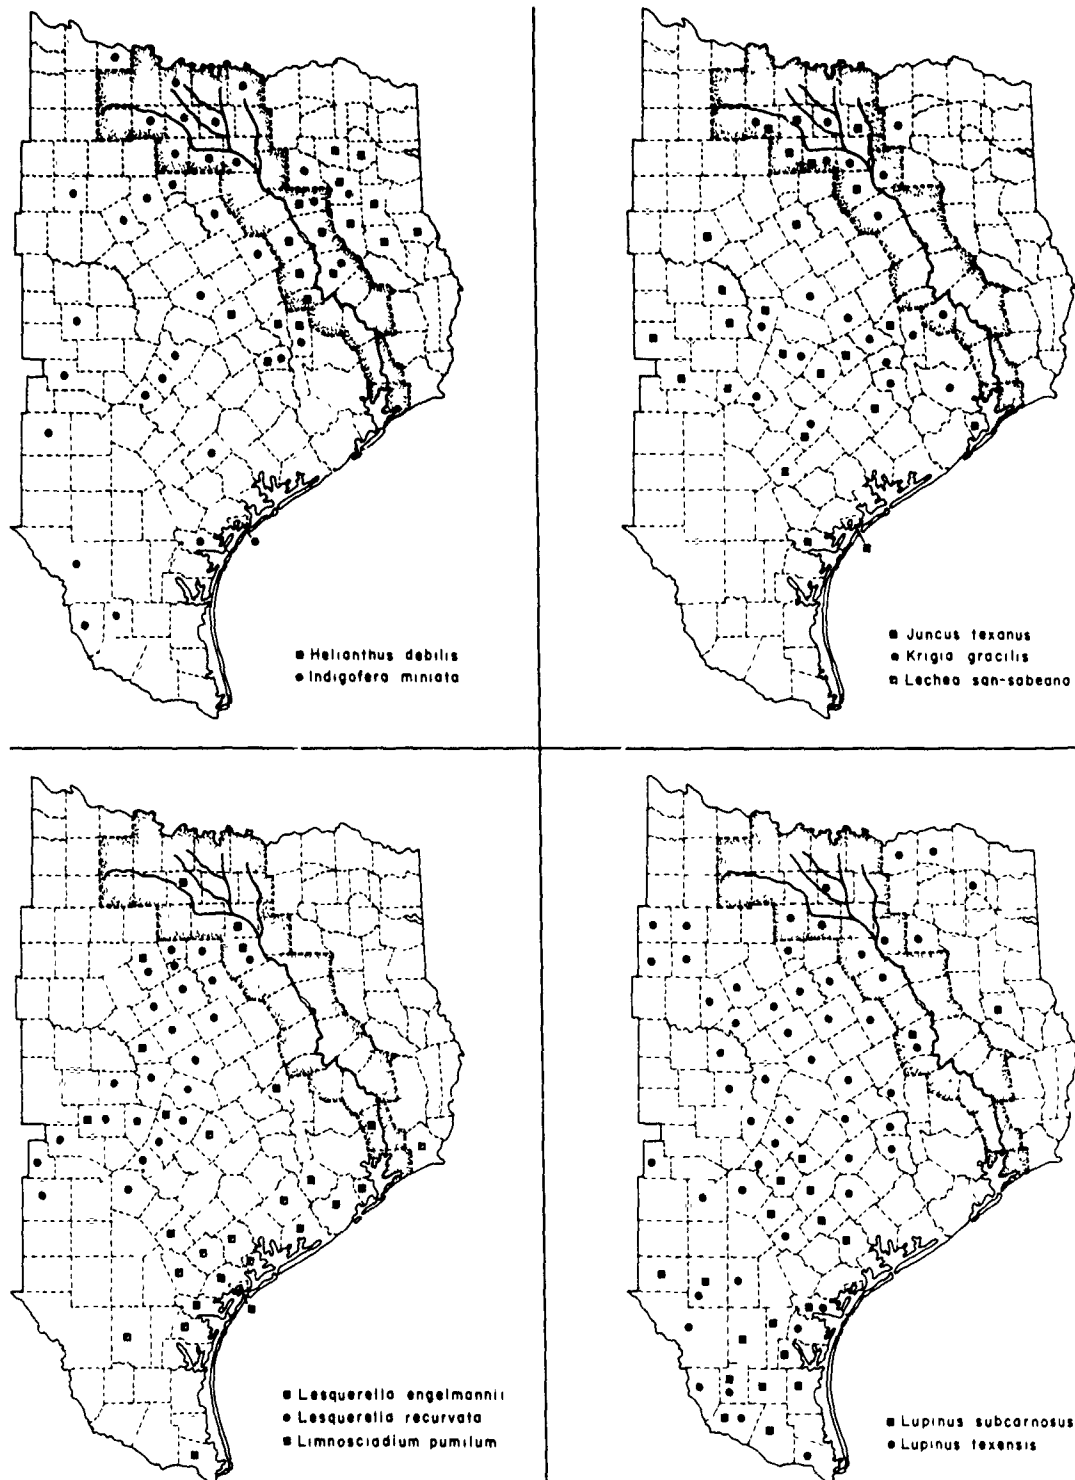 Helianthus debilis
Indigofera miniata
Juncus texanus
Krigia gracilis
Lechea san-sabeana
Lesquerella engelmannii
Lesquerella recurvata
Limnosciadium pumilum
Lupinus subcarnosus
Lupinus texensis